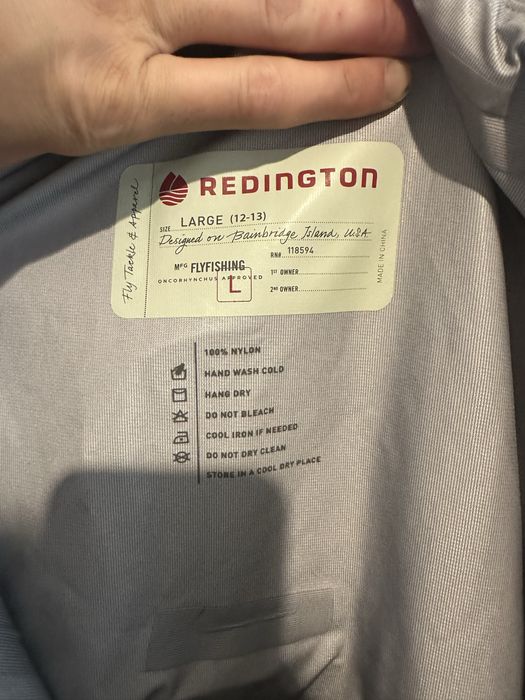 Fly Tackle & Apparel
REDINGTON
SIZE LARGE (12-13)
Designed on Bainbridge Island, U.S.A
RN# 118594
MFG FLYFISHING
1ST OWNER
ONCORHYNCHUS APPROVED
L
2ND OWNER
MADE IN CHINA
100% NYLON
HAND WASH COLD
HANG DRY
DO NOT BLEACH
COOL IRON IF NEEDED
DO NOT DRY CLEAN
STORE IN A COOL DRY PLACE